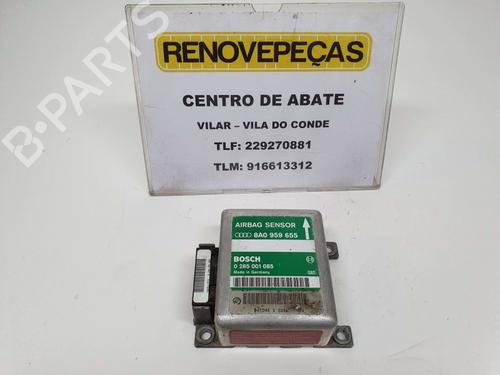 RENOVEPEÇAS
CENTRO DE ABATE
VILAR – VILA DO CONDE
TLF: 229270881
TLM: 916613312
B-PARTS
AIRBAG SENSOR
8A0 959 655
BOSCH
0 285 001 085
Made in Germany